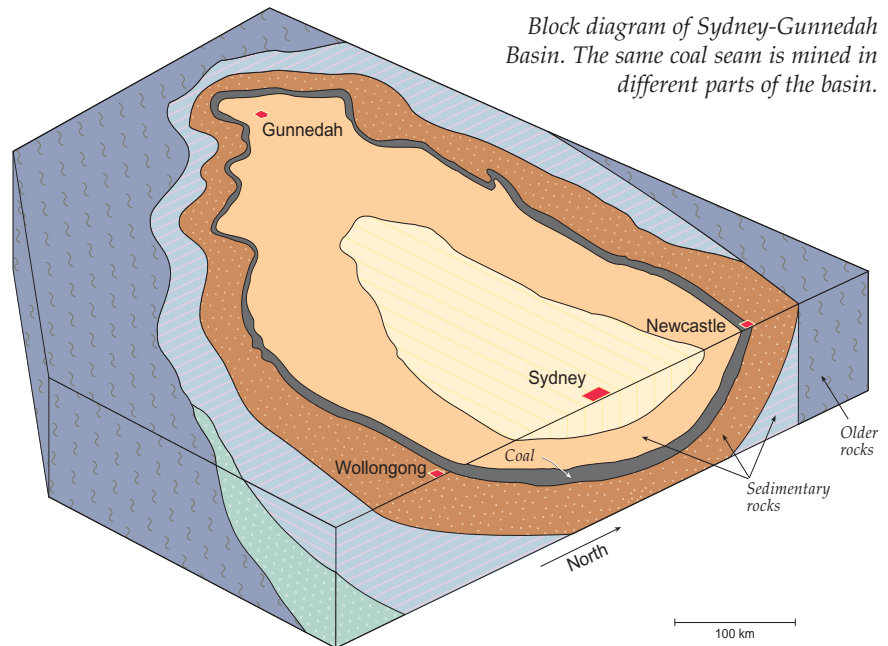 Block diagram of Sydney-Gunnedah
Basin. The same coal seam is mined in
different parts of the basin.
Gunnedah
Newcastle
Sydney
Older
rocks
Coal
Wollongong
Sedimentary
rocks
North
100 km